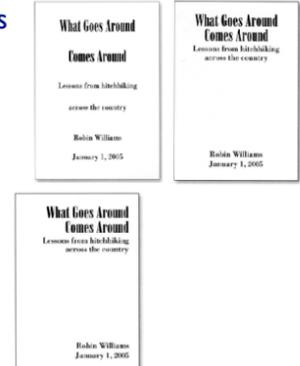 s
What Goes Around
Comes Around
Lessons from hitchhiking
across the country
Robin Williams
January 1, 2005
What Goes Around
Comes Around
Lessons from hitchhiking
across the country
Robin Williams
January 1, 2005
What Goes Around
Comes Around
Lessons from hitchhiking
across the country
Robin Williams
January 1, 2005